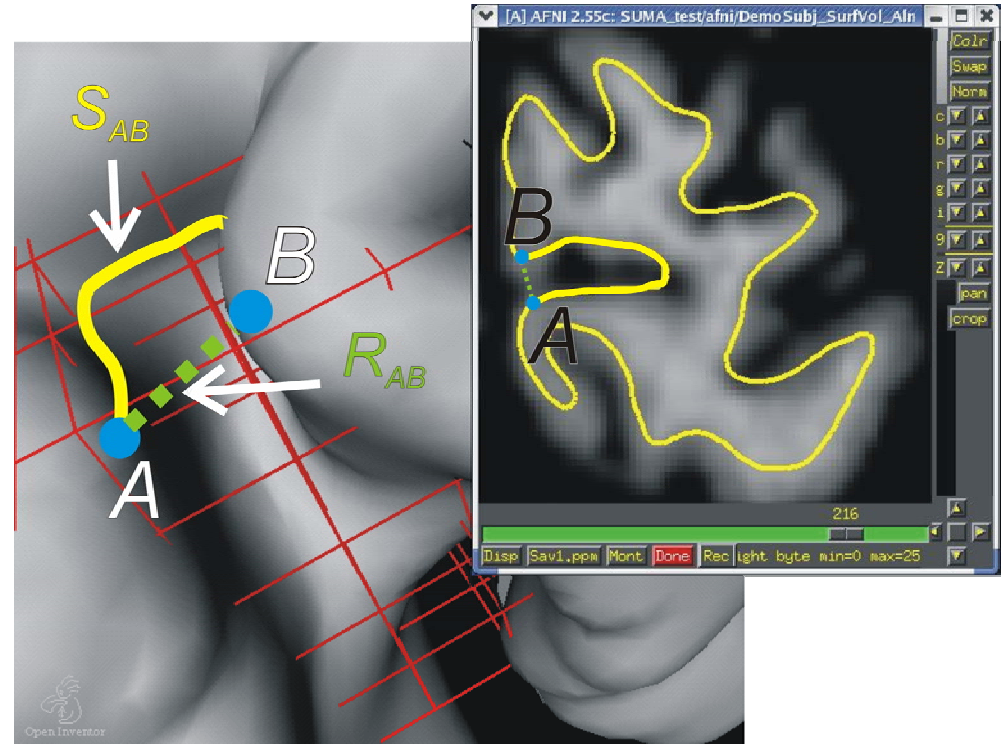 [A] AFNI 2.55c: SUMA_test/afni/DemoSubj_SurfVol_Aln
Colr
Swap
Norm
c
b
r
g
i
9
Z
pan
crop
B
A
216
Disp Sav1.ppm Mont Done Rec ight byte min=0 max=25
S_AB
B
R_AB
A
Open Inventor